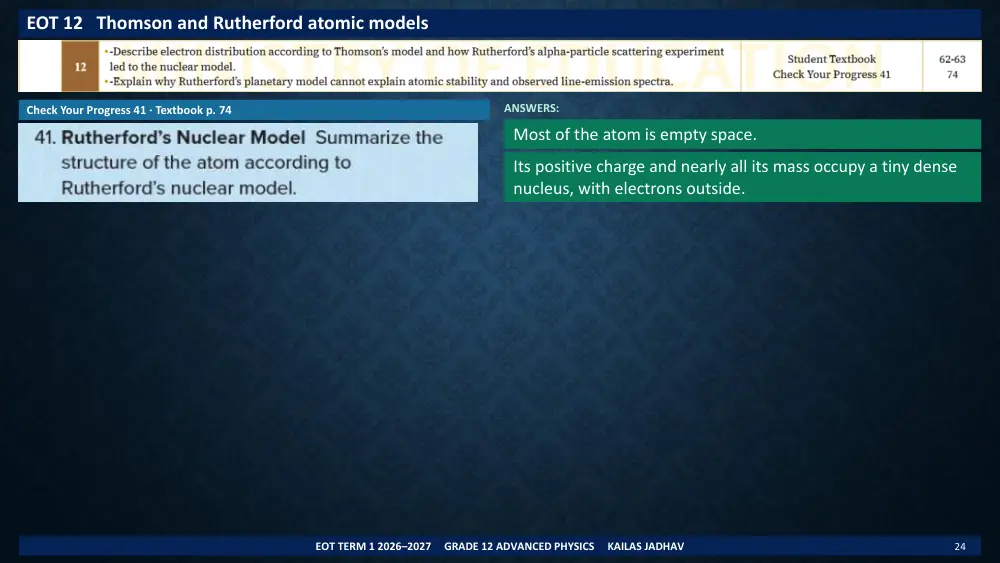 EOT 12 Thomson and Rutherford atomic models
12
•-Describe electron distribution according to Thomson's model and how Rutherford's alpha-particle scattering experiment
led to the nuclear model.
•-Explain why Rutherford's planetary model cannot explain atomic stability and observed line-emission spectra.
Student Textbook 62-63
Check Your Progress 41 74
Check Your Progress 41 · Textbook p. 74
41. Rutherford's Nuclear Model Summarize the
structure of the atom according to
Rutherford's nuclear model.
ANSWERS:
Most of the atom is empty space.
Its positive charge and nearly all its mass occupy a tiny dense
nucleus, with electrons outside.
EOT TERM 1 2026–2027 GRADE 12 ADVANCED PHYSICS KAILAS JADHAV 24